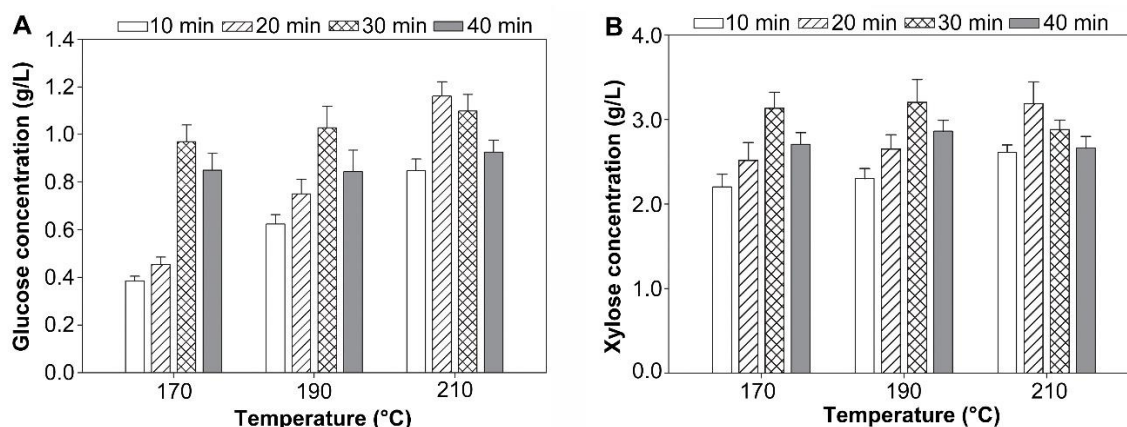 A
10 min 20 min 30 min 40 min
Glucose concentration (g/L)
1.4
1.2
1.0
0.8
0.6
0.4
0.2
0.0
170 190 210
Temperature (°C)
B
10 min 20 min 30 min 40 min
Xylose concentration (g/L)
4.0
3.0
2.0
1.0
0.0
170 190 210
Temperature (°C)